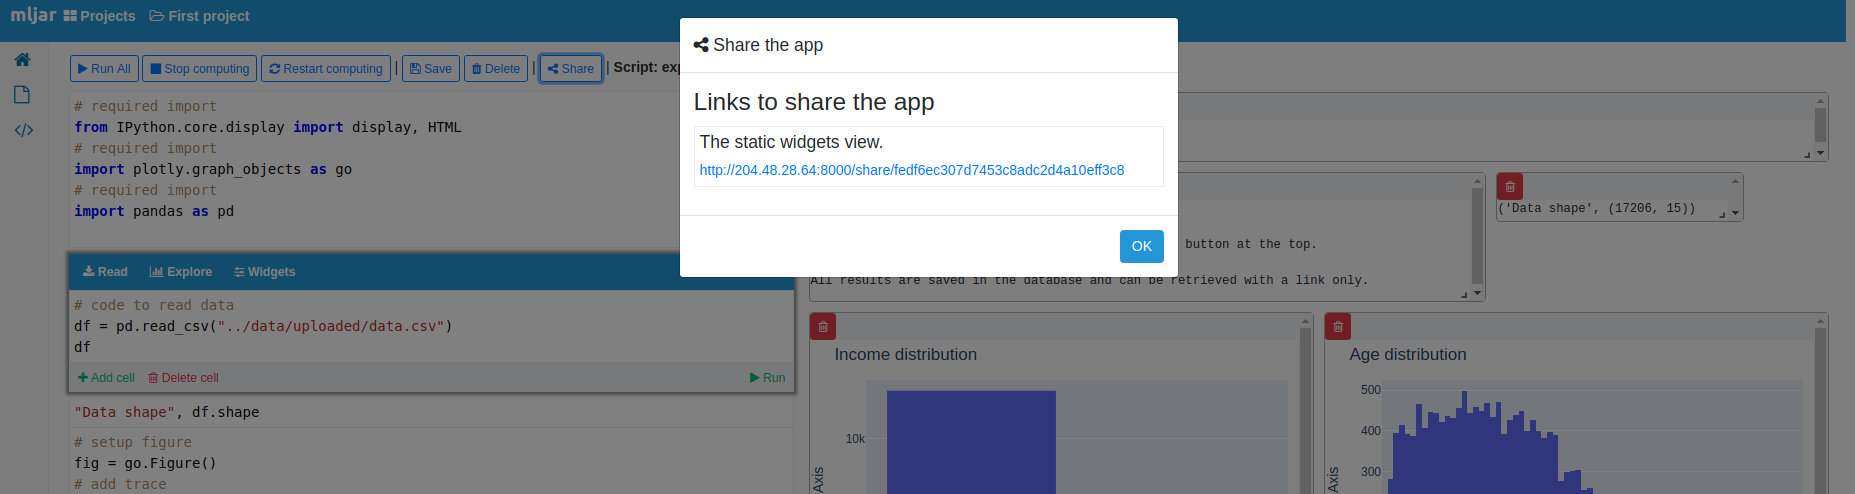 mljar Projects First project
Run All Stop computing Restart computing | Save Delete | Share | Script: exp
# required import
from IPython.core.display import display, HTML
# required import
import plotly.graph_objects as go
# required import
import pandas as pd
Read Explore Widgets
# code to read data
df = pd.read_csv("../data/uploaded/data.csv")
df
Add cell Delete cell Run
"Data shape", df.shape
# setup figure
fig = go.Figure()
# add trace
Share the app
Links to share the app
The static widgets view.
http://204.48.28.64:8000/share/fedf6ec307d7453c8adc2d4a10eff3c8
OK
button at the top.
All results are saved in the database and can be retrieved with a link only.
('Data shape', (17206, 15))
Income distribution
10k
Axis
Age distribution
500
400
300
Axis